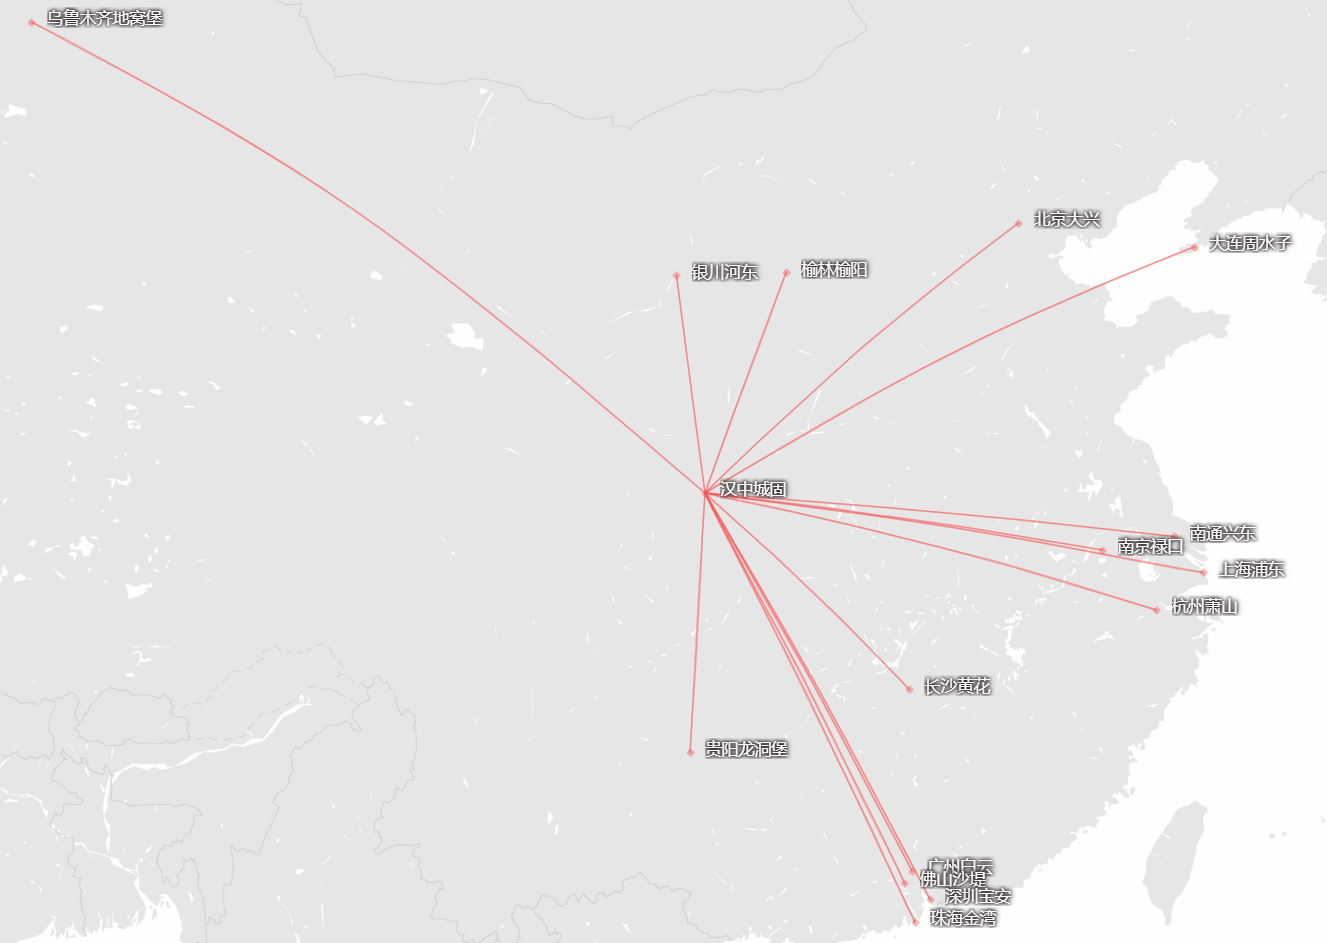 乌鲁木齐地窝堡
北京大兴
大连周水子
银川河东
榆林榆阳
汉中城固
南通兴东
南京禄口
上海浦东
杭州萧山
长沙黄花
贵阳龙洞堡
广州白云
佛山沙堤
深圳宝安
珠海金湾